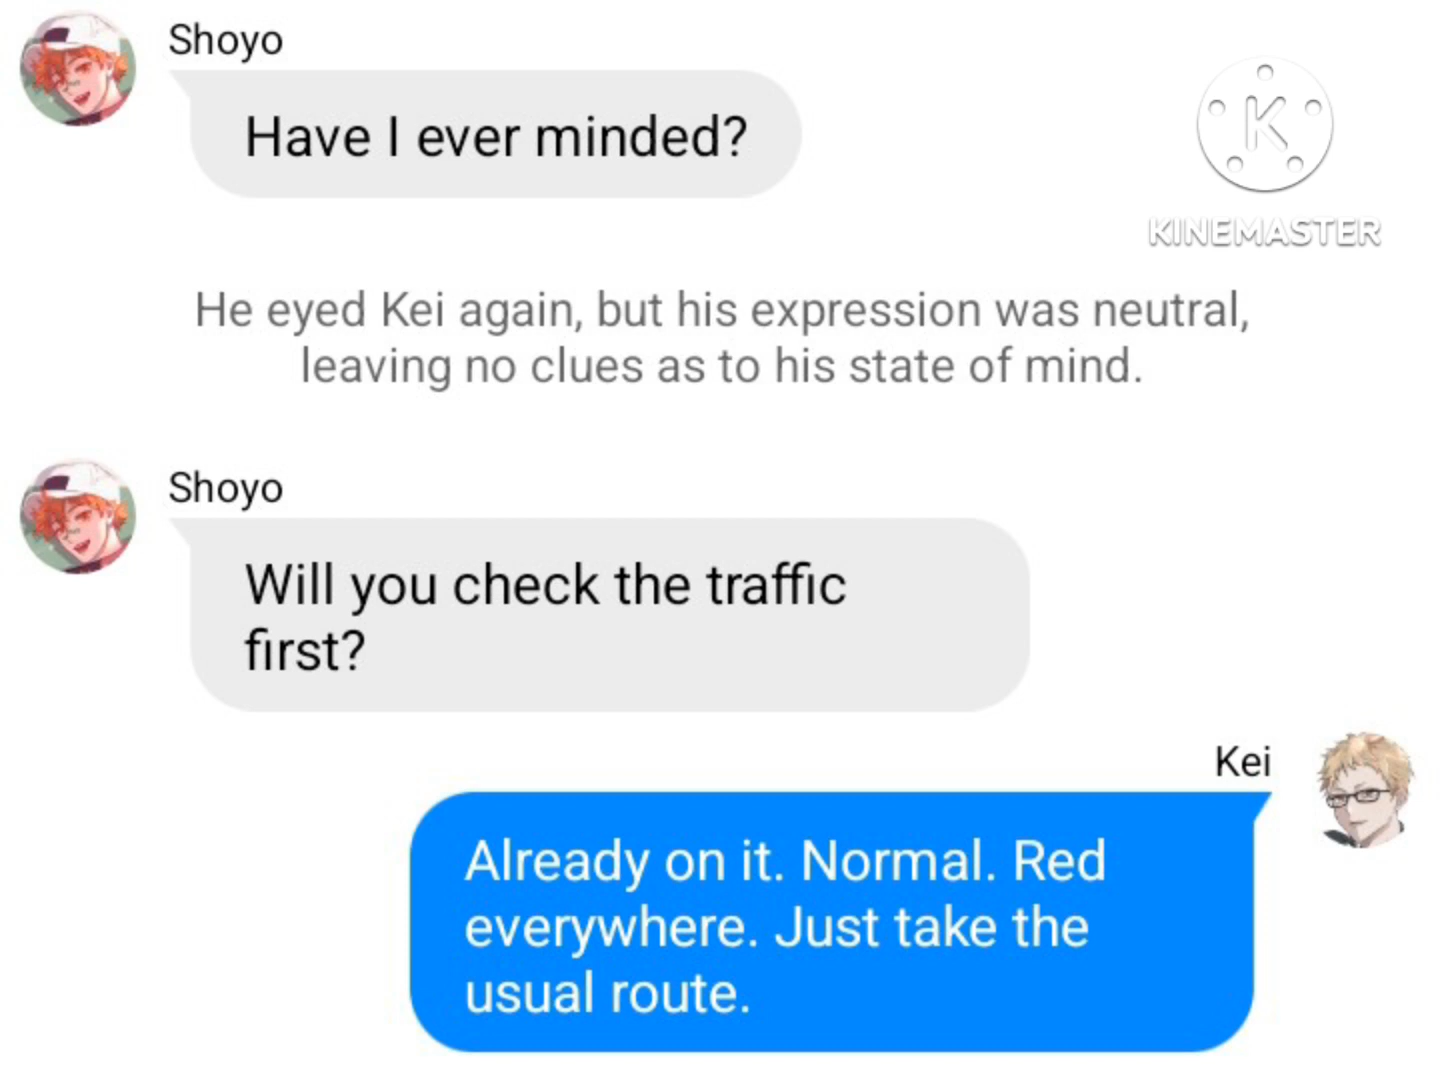 Shoyo
Have I ever minded?
K
KINEMASTER
He eyed Kei again, but his expression was neutral,
leaving no clues as to his state of mind.
Shoyo
Will you check the traffic
first?
Kei
Already on it. Normal. Red
everywhere. Just take the
usual route.